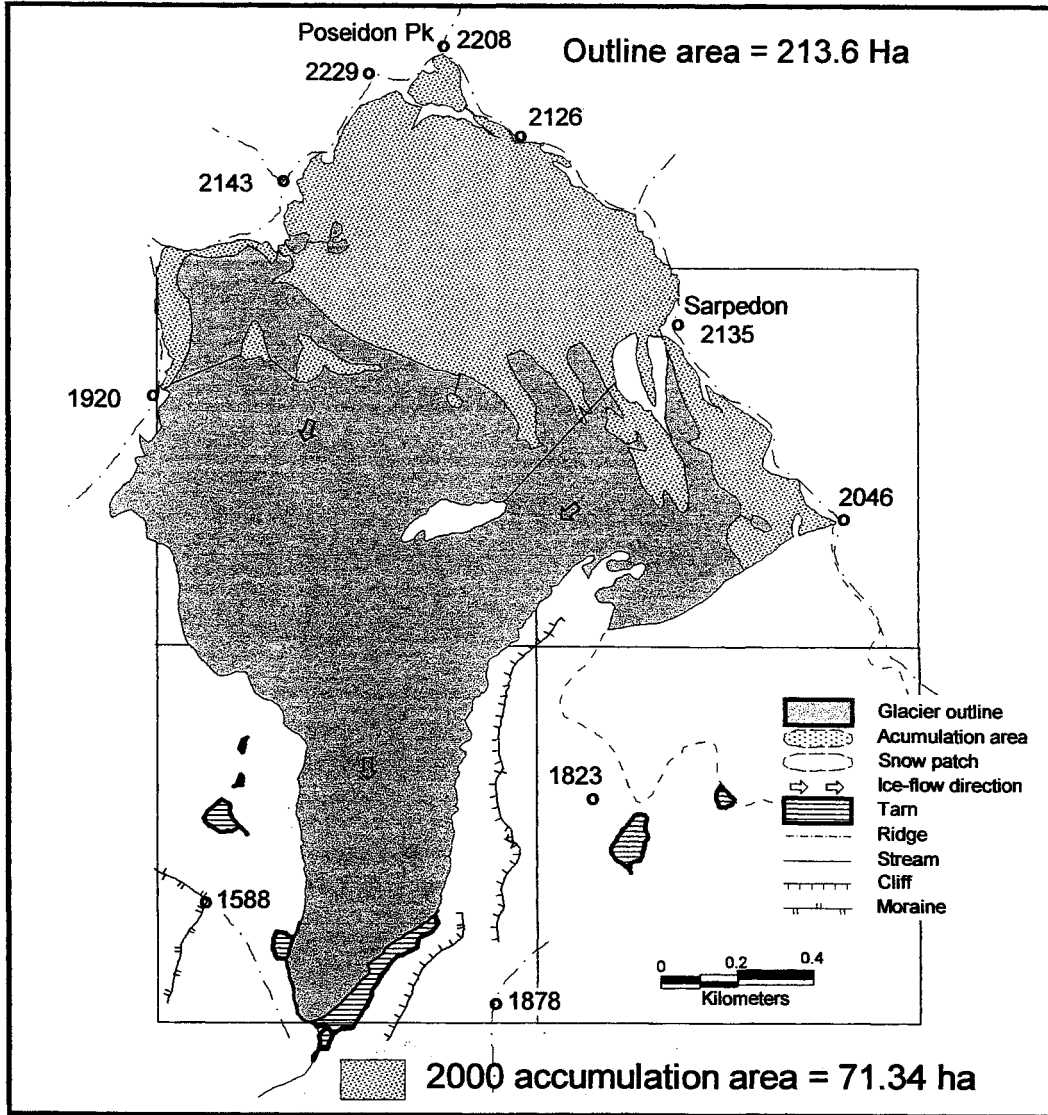 Poseidon Pk
2208
Outline area = 213.6 Ha
2229
2126
2143
Sarpedon
2135
1920
2046
Glacier outline
Acumulation area
Snow patch
Ice-flow direction
Tarn
Ridge
Stream
Cliff
Moraine
1823
1588
0 0.2 0.4
Kilometers
1878
2000 accumulation area = 71.34 ha